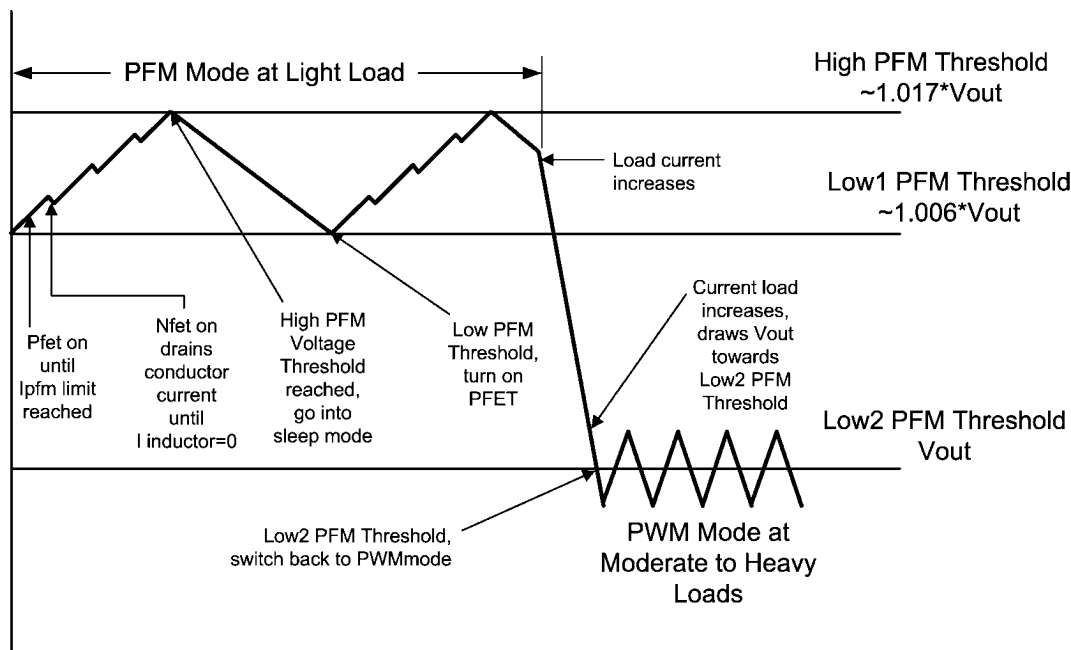 PFM Mode at Light Load
High PFM Threshold
~1.017*Vout
Load current
increases
Low1 PFM Threshold
~1.006*Vout
Pfet on
until
Ipfm limit
reached
Nfet on
drains
conductor
current
until
I inductor=0
High PFM
Voltage
Threshold
reached,
go into
sleep mode
Low PFM
Threshold,
turn on
PFET
Current load
increases,
draws Vout
towards
Low2 PFM
Threshold
Low2 PFM Threshold
Vout
Low2 PFM Threshold,
switch back to PWMmode
PWM Mode at
Moderate to Heavy
Loads